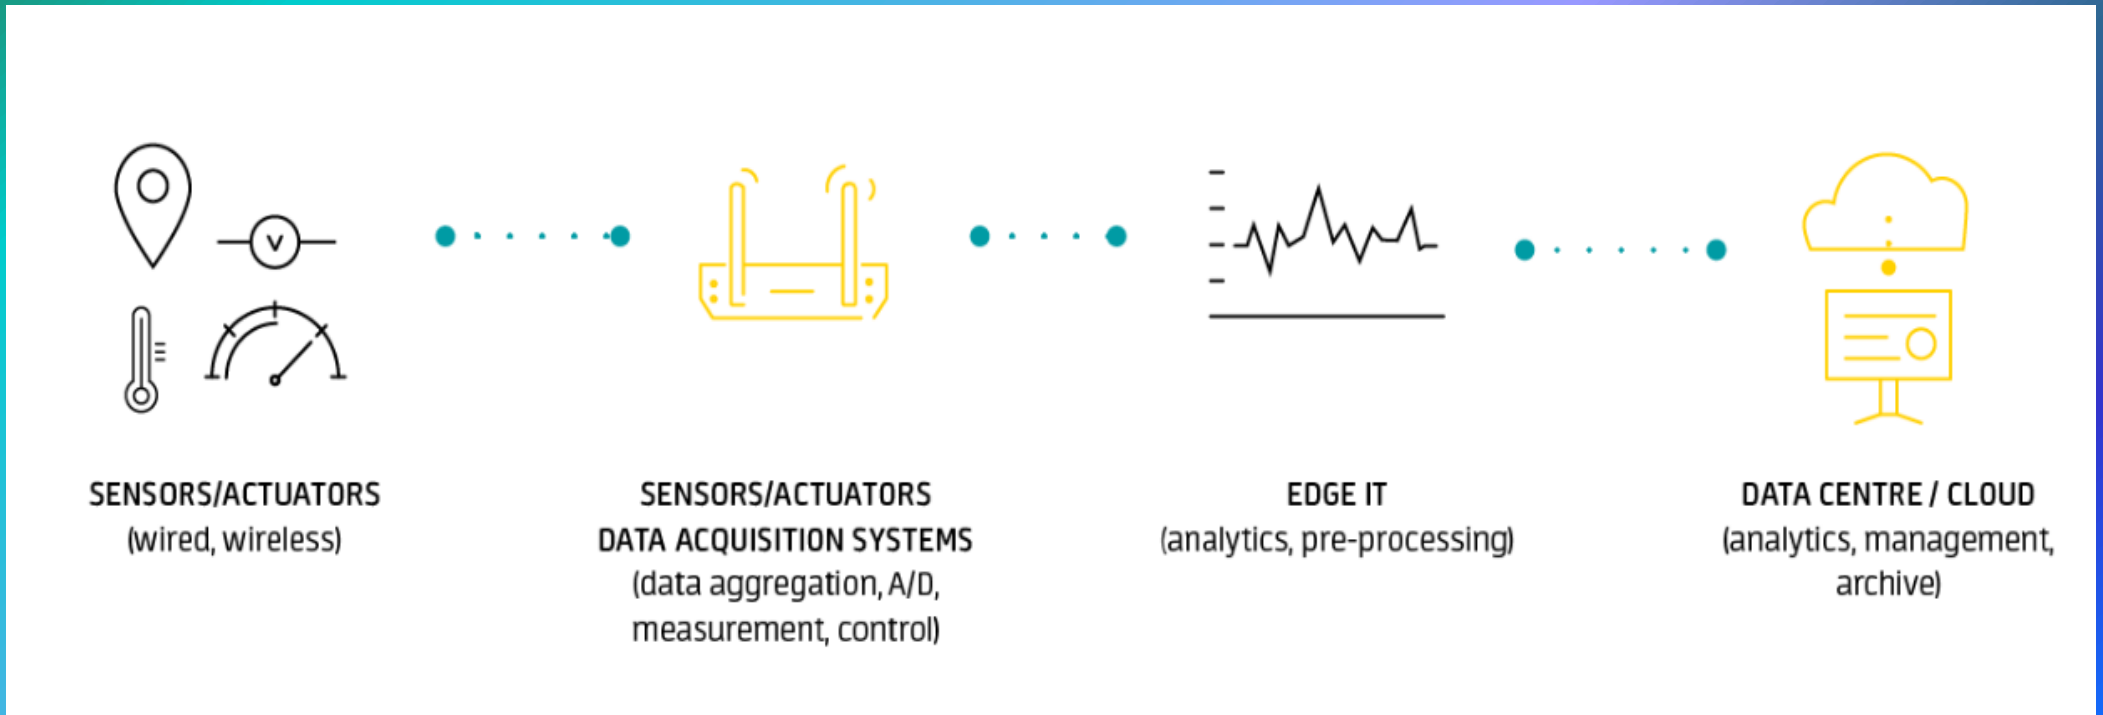 V
SENSORS/ACTUATORS
(wired, wireless)
SENSORS/ACTUATORS
DATA ACQUISITION SYSTEMS
(data aggregation, A/D,
measurement, control)
EDGE IT
(analytics, pre-processing)
DATA CENTRE / CLOUD
(analytics, management,
archive)